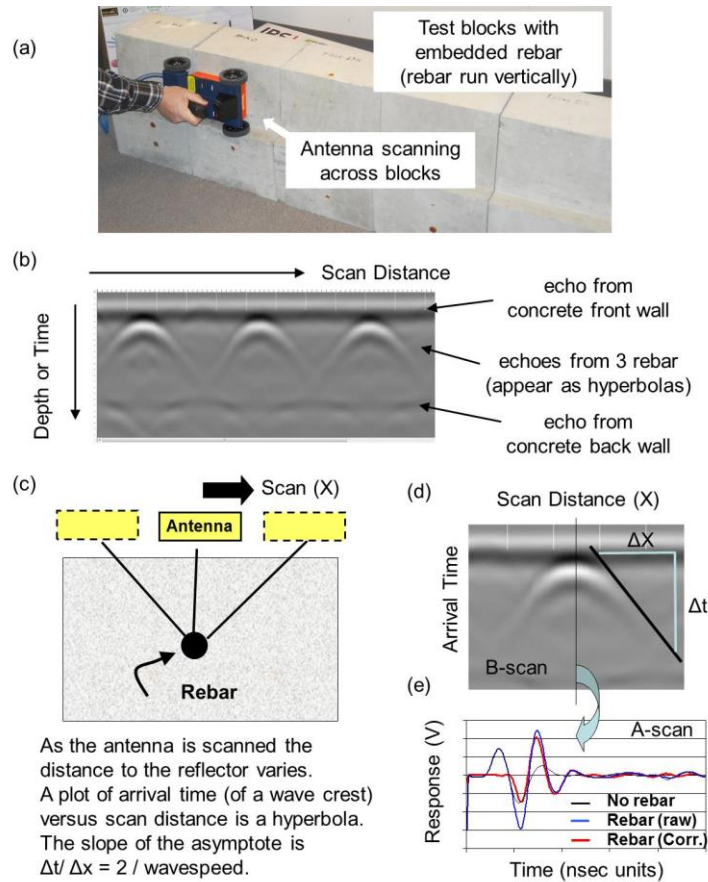 (a)
Test blocks with
embedded rebar
(rebar run vertically)
Antenna scanning
across blocks
(b)
Scan Distance
Depth or Time
echo from
concrete front wall
echoes from 3 rebar
(appear as hyperbolas)
echo from
concrete back wall
(c)
Scan (X)
Antenna
Rebar
As the antenna is scanned the
distance to the reflector varies.
A plot of arrival time (of a wave crest)
versus scan distance is a hyperbola.
The slope of the asymptote is
Δt/ Δx = 2 / wavespeed.
(d)
Scan Distance (X)
Arrival Time
ΔX
Δt
B-scan
(e)
A-scan
Response (V)
No rebar
Rebar (raw)
Rebar (Corr.)
Time (nsec units)